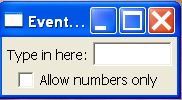 Event...
Type in here:
Allow numbers only